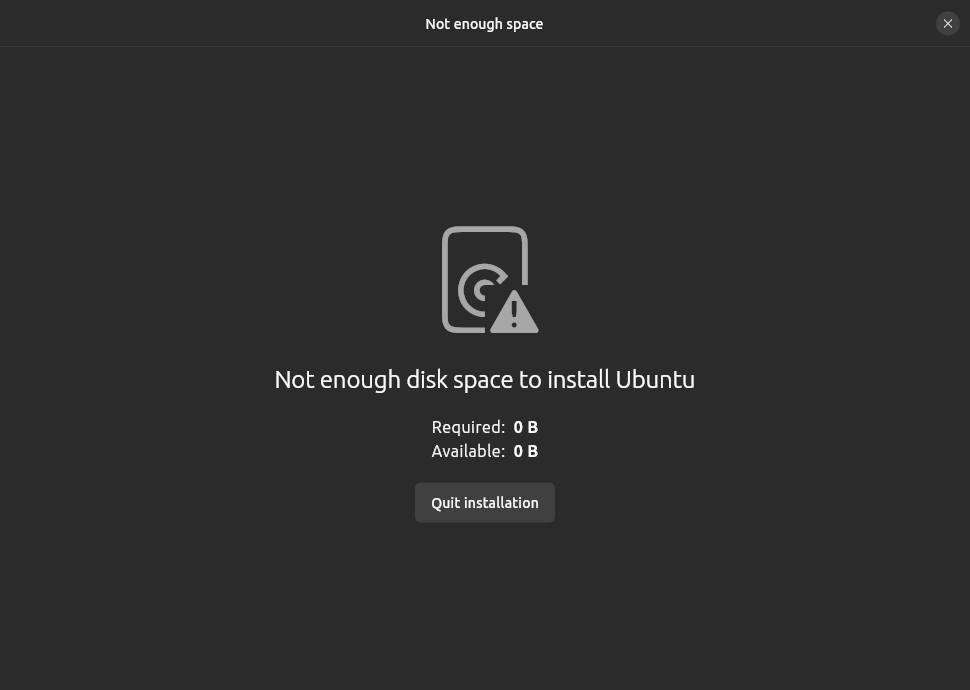 Not enough space
Not enough disk space to install Ubuntu
Required: 0 B
Available: 0 B
Quit installation